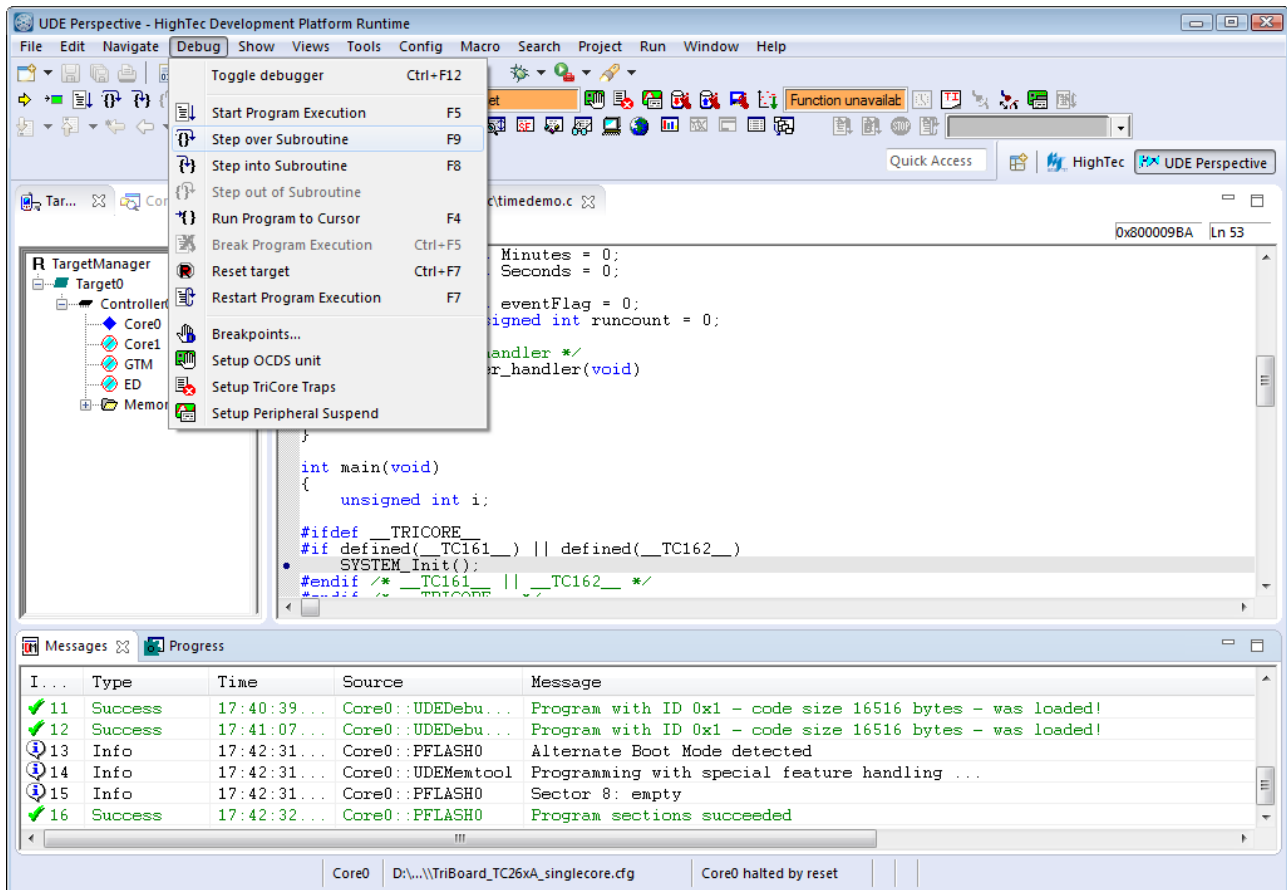 UDE Perspective - HighTec Development Platform Runtime
File Edit Navigate Debug Show Views Tools Config Macro Search Project Run Window Help
Toggle debugger Ctrl+F12
Start Program Execution F5
Step over Subroutine F9
Step into Subroutine F8
Step out of Subroutine
Run Program to Cursor F4
Break Program Execution Ctrl+F5
Reset target Ctrl+F7
Restart Program Execution F7
Breakpoints...
Setup OCDS unit
Setup TriCore Traps
Setup Peripheral Suspend
et
Function unavailab
Quick Access
HighTec
UDE Perspective
Tar...
Cor
c\timedemo.c
0x800009BA Ln 53
TargetManager
Target0
Controller
Core0
Core1
GTM
ED
Memor
Minutes = 0;
Seconds = 0;
eventFlag = 0;
signed int runcount = 0;
andler */
r_handler(void)
}
int main(void)
{
unsigned int i;
#ifdef __TRICORE__
#if defined(__TC161__) || defined(__TC162__)
SYSTEM_Init();
#endif /* __TC161__ || __TC162__ */
Messages
Progress
I... Type Time Source Message
11 Success 17:40:39... Core0::UDEDebu... Program with ID 0x1 - code size 16516 bytes - was loaded!
12 Success 17:41:07... Core0::UDEDebu... Program with ID 0x1 - code size 16516 bytes - was loaded!
13 Info 17:42:31... Core0::PFLASH0 Alternate Boot Mode detected
14 Info 17:42:31... Core0::UDEMemtool Programming with special feature handling ...
15 Info 17:42:31... Core0::PFLASH0 Sector 8: empty
16 Success 17:42:32... Core0::PFLASH0 Program sections succeeded
Core0 D:\...\\TriBoard_TC26xA_singlecore.cfg Core0 halted by reset